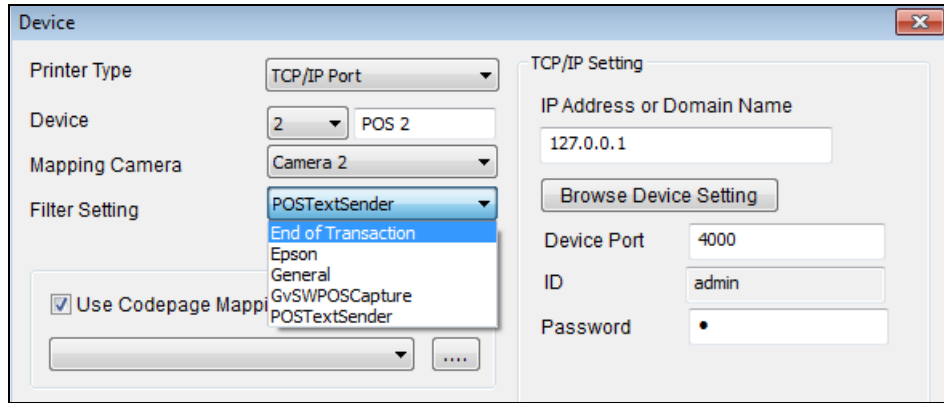 Device
Printer Type
TCP/IP Port
Device
2
POS 2
Mapping Camera
Camera 2
Filter Setting
POSTextSender
End of Transaction
Epson
General
GvSWPOSCapture
POSTextSender
Use Codepage Mappi
....
TCP/IP Setting
IP Address or Domain Name
127.0.0.1
Browse Device Setting
Device Port
4000
ID
admin
Password
•